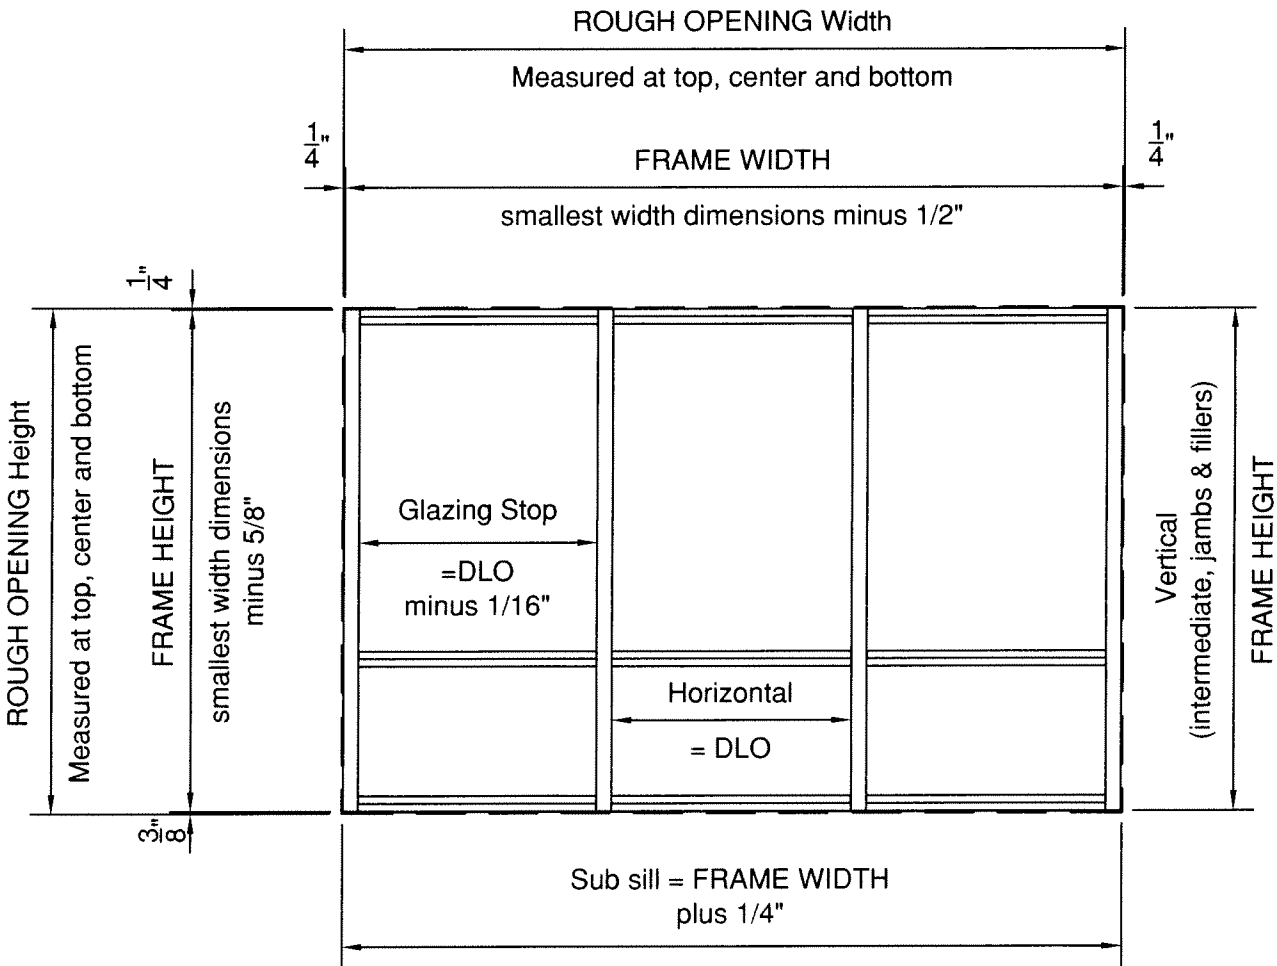 ROUGH OPENING Width
Measured at top, center and bottom
1/4"
FRAME WIDTH
1/4"
smallest width dimensions minus 1/2"
1/4"
ROUGH OPENING Height
Measured at top, center and bottom
FRAME HEIGHT
smallest width dimensions
minus 5/8"
Glazing Stop
=DLO
minus 1/16"
Horizontal
= DLO
Vertical
(intermediate, jambs & fillers)
FRAME HEIGHT
3/8"
Sub sill = FRAME WIDTH
plus 1/4"